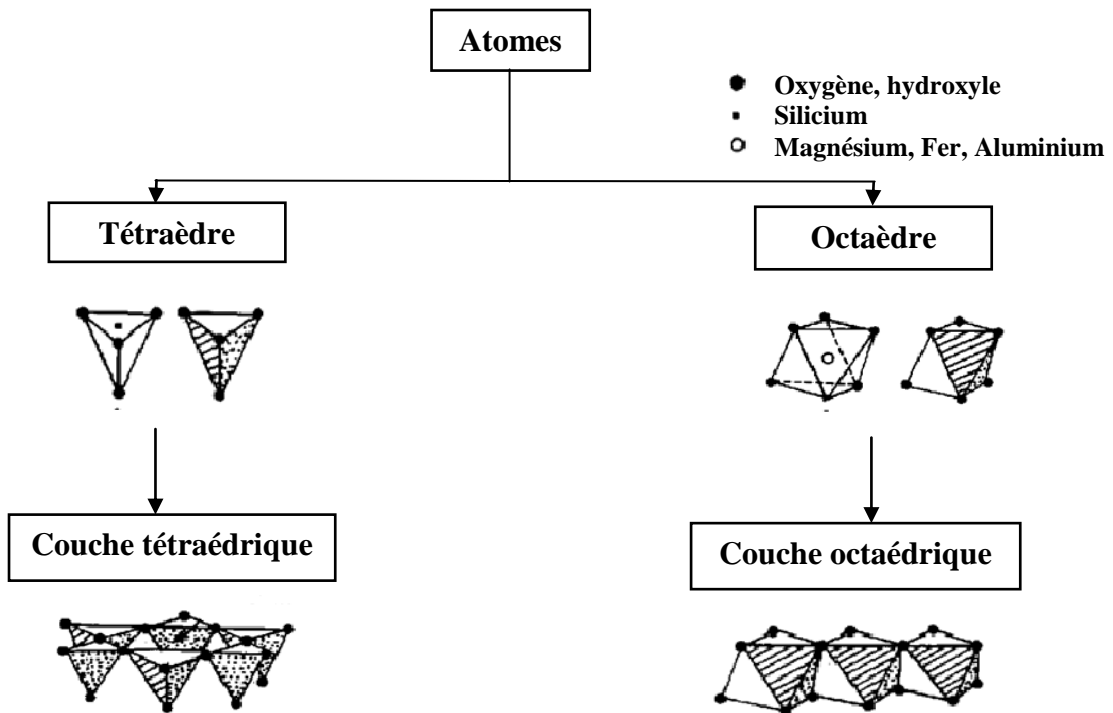 Atomes
Oxygène, hydroxyle
Silicium
Magnésium, Fer, Aluminium
Tétraèdre
Octaèdre
Couche tétraédrique
Couche octaédrique